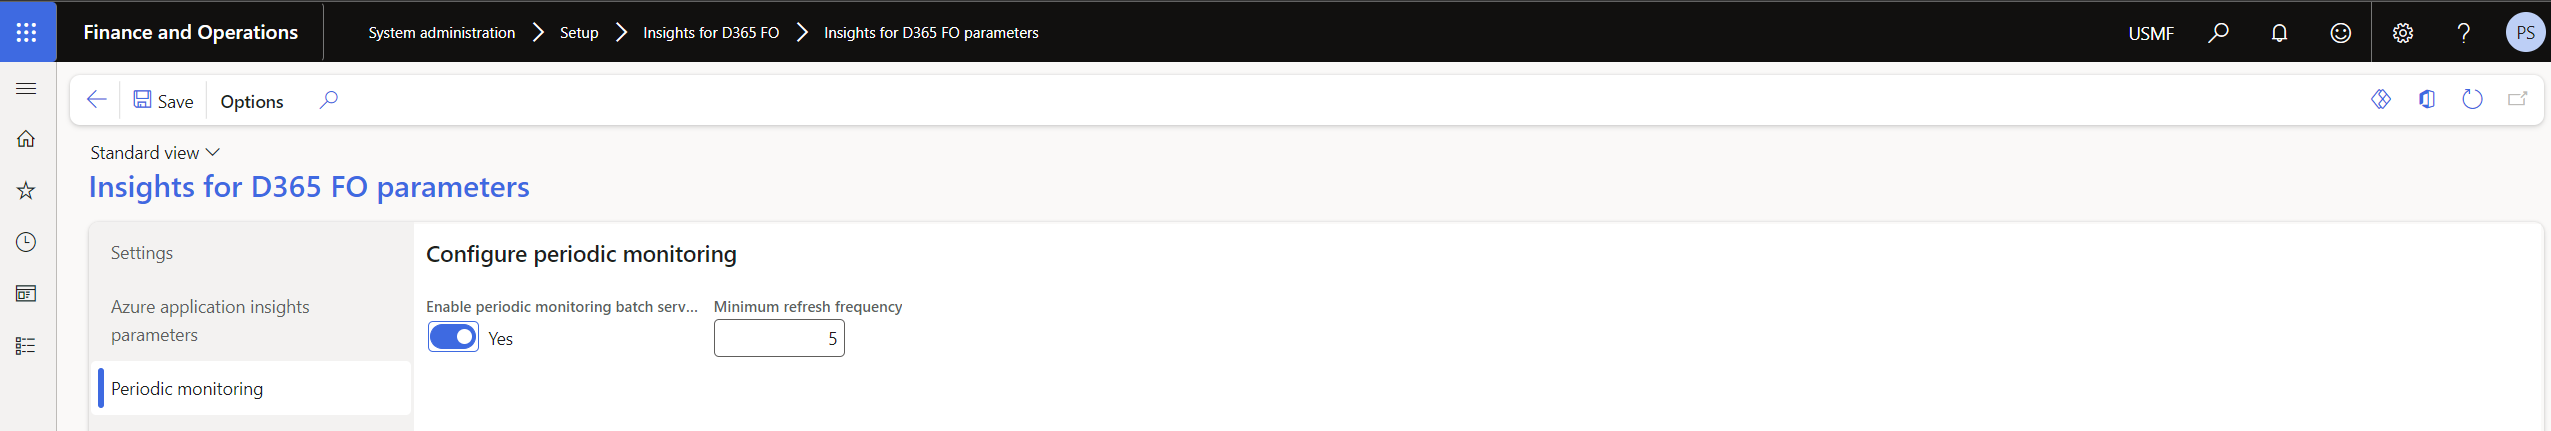 Finance and Operations
System administration
Setup
Insights for D365 FO
Insights for D365 FO parameters
USMF
PS
Save
Options
Standard view
Insights for D365 FO parameters
Settings
Azure application insights
parameters
Periodic monitoring
Configure periodic monitoring
Enable periodic monitoring batch serv...
Yes
Minimum refresh frequency
5